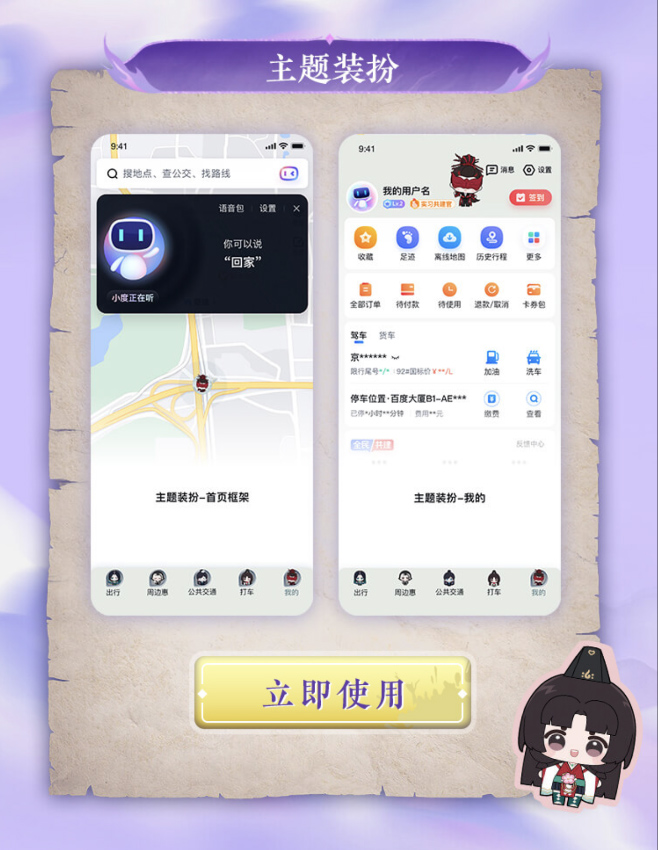 主题装扮
9:41
搜地点、查公交、找路线
语音包 设置 ×
你可以说
“回家”
小度正在听
主题装扮-首页框架
出行 周边惠 公共交通 打车 我的
9:41
消息 设置
我的用户名
Lv.2 实习共建官
签到
收藏 足迹 离线地图 历史行程 更多
全部订单 待付款 待使用 退款/取消 卡券包
驾车 货车
京******
限行尾号*/* · 92#国标价¥**/L
加油 洗车
停车位置·百度大厦B1-AE***
已停*小时**分钟 费用**元
缴费 查看
全民/共建 反馈中心
*** *** ***
主题装扮-我的
出行 周边惠 公共交通 打车 我的
立即使用